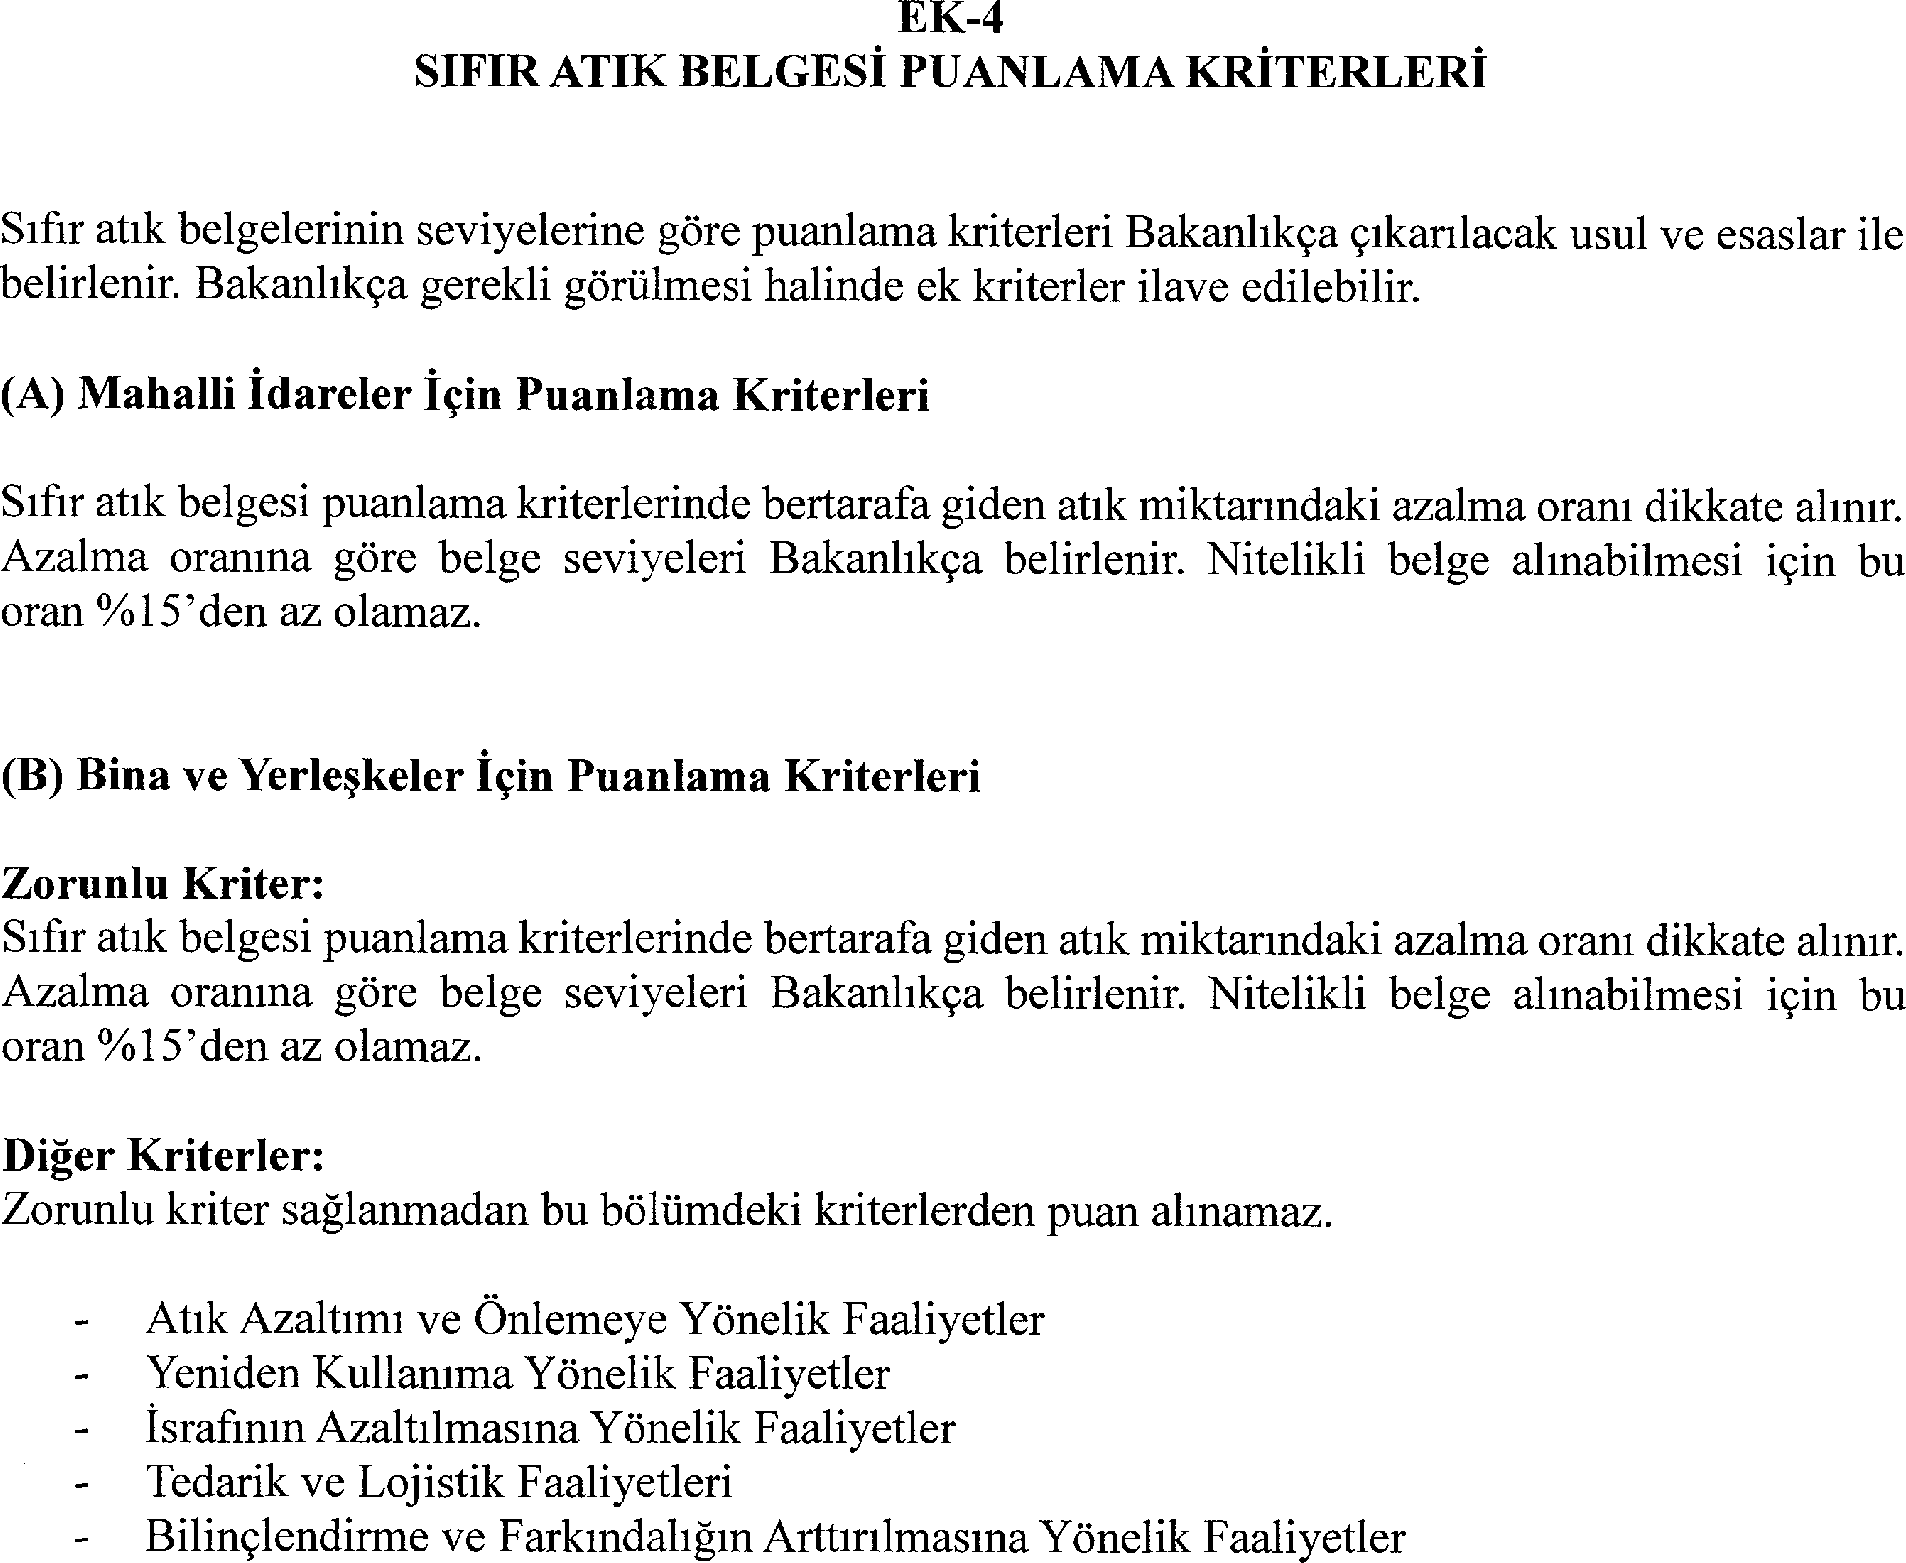 EK-4
SIFIR ATIK BELGESİ PUANLAMA KRİTERLERİ
Sıfır atık belgelerinin seviyelerine göre puanlama kriterleri Bakanlıkça çıkarılacak usul ve esaslar ile
belirlenir. Bakanlıkça gerekli görülmesi halinde ek kriterler ilave edilebilir.
(A) Mahalli İdareler İçin Puanlama Kriterleri
Sıfır atık belgesi puanlama kriterlerinde bertarafa giden atık miktarındaki azalma oranı dikkate alınır.
Azalma oranına göre belge seviyeleri Bakanlıkça belirlenir. Nitelikli belge alınabilmesi için bu
oran %15’den az olamaz.
(B) Bina ve Yerleşkeler İçin Puanlama Kriterleri
Zorunlu Kriter:
Sıfır atık belgesi puanlama kriterlerinde bertarafa giden atık miktarındaki azalma oranı dikkate alınır.
Azalma oranına göre belge seviyeleri Bakanlıkça belirlenir. Nitelikli belge alınabilmesi için bu
oran %15’den az olamaz.
Diğer Kriterler:
Zorunlu kriter sağlanmadan bu bölümdeki kriterlerden puan alınamaz.
- Atık Azaltımı ve Önlemeye Yönelik Faaliyetler
- Yeniden Kullanıma Yönelik Faaliyetler
- İsrafının Azaltılmasına Yönelik Faaliyetler
- Tedarik ve Lojistik Faaliyetleri
- Bilinçlendirme ve Farkındalığın Arttırılmasına Yönelik Faaliyetler